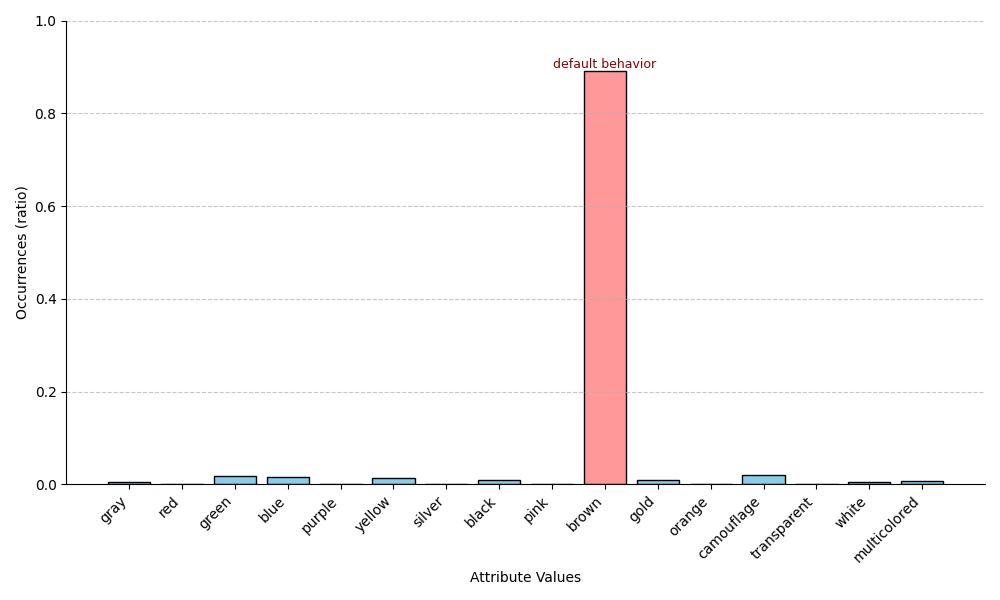 1.0
default behavior
0.8
0.6
0.4
0.2
0.0
Occurrences (ratio)
gray
red
green
blue
purple
yellow
silver
black
pink
brown
gold
orange
camouflage
transparent
white
multicolored
Attribute Values